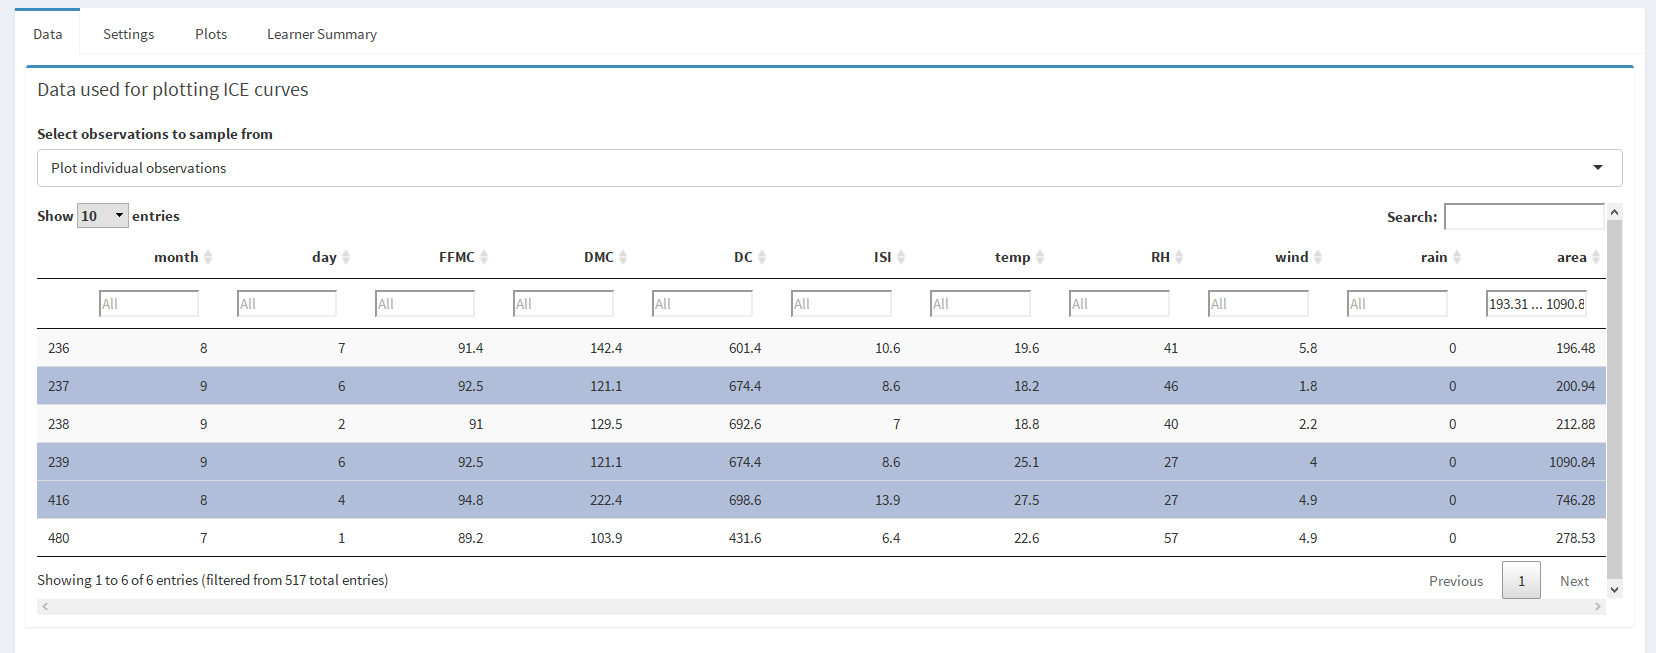 Data Settings Plots Learner Summary
Data used for plotting ICE curves
Select observations to sample from
Plot individual observations
Show 10 entries Search:
month day FFMC DMC DC ISI temp RH wind rain area
All All All All All All All All All All 193.31 ... 1090.8
236 8 7 91.4 142.4 601.4 10.6 19.6 41 5.8 0 196.48
237 9 6 92.5 121.1 674.4 8.6 18.2 46 1.8 0 200.94
238 9 2 91 129.5 692.6 7 18.8 40 2.2 0 212.88
239 9 6 92.5 121.1 674.4 8.6 25.1 27 4 0 1090.84
416 8 4 94.8 222.4 698.6 13.9 27.5 27 4.9 0 746.28
480 7 1 89.2 103.9 431.6 6.4 22.6 57 4.9 0 278.53
Showing 1 to 6 of 6 entries (filtered from 517 total entries) Previous 1 Next